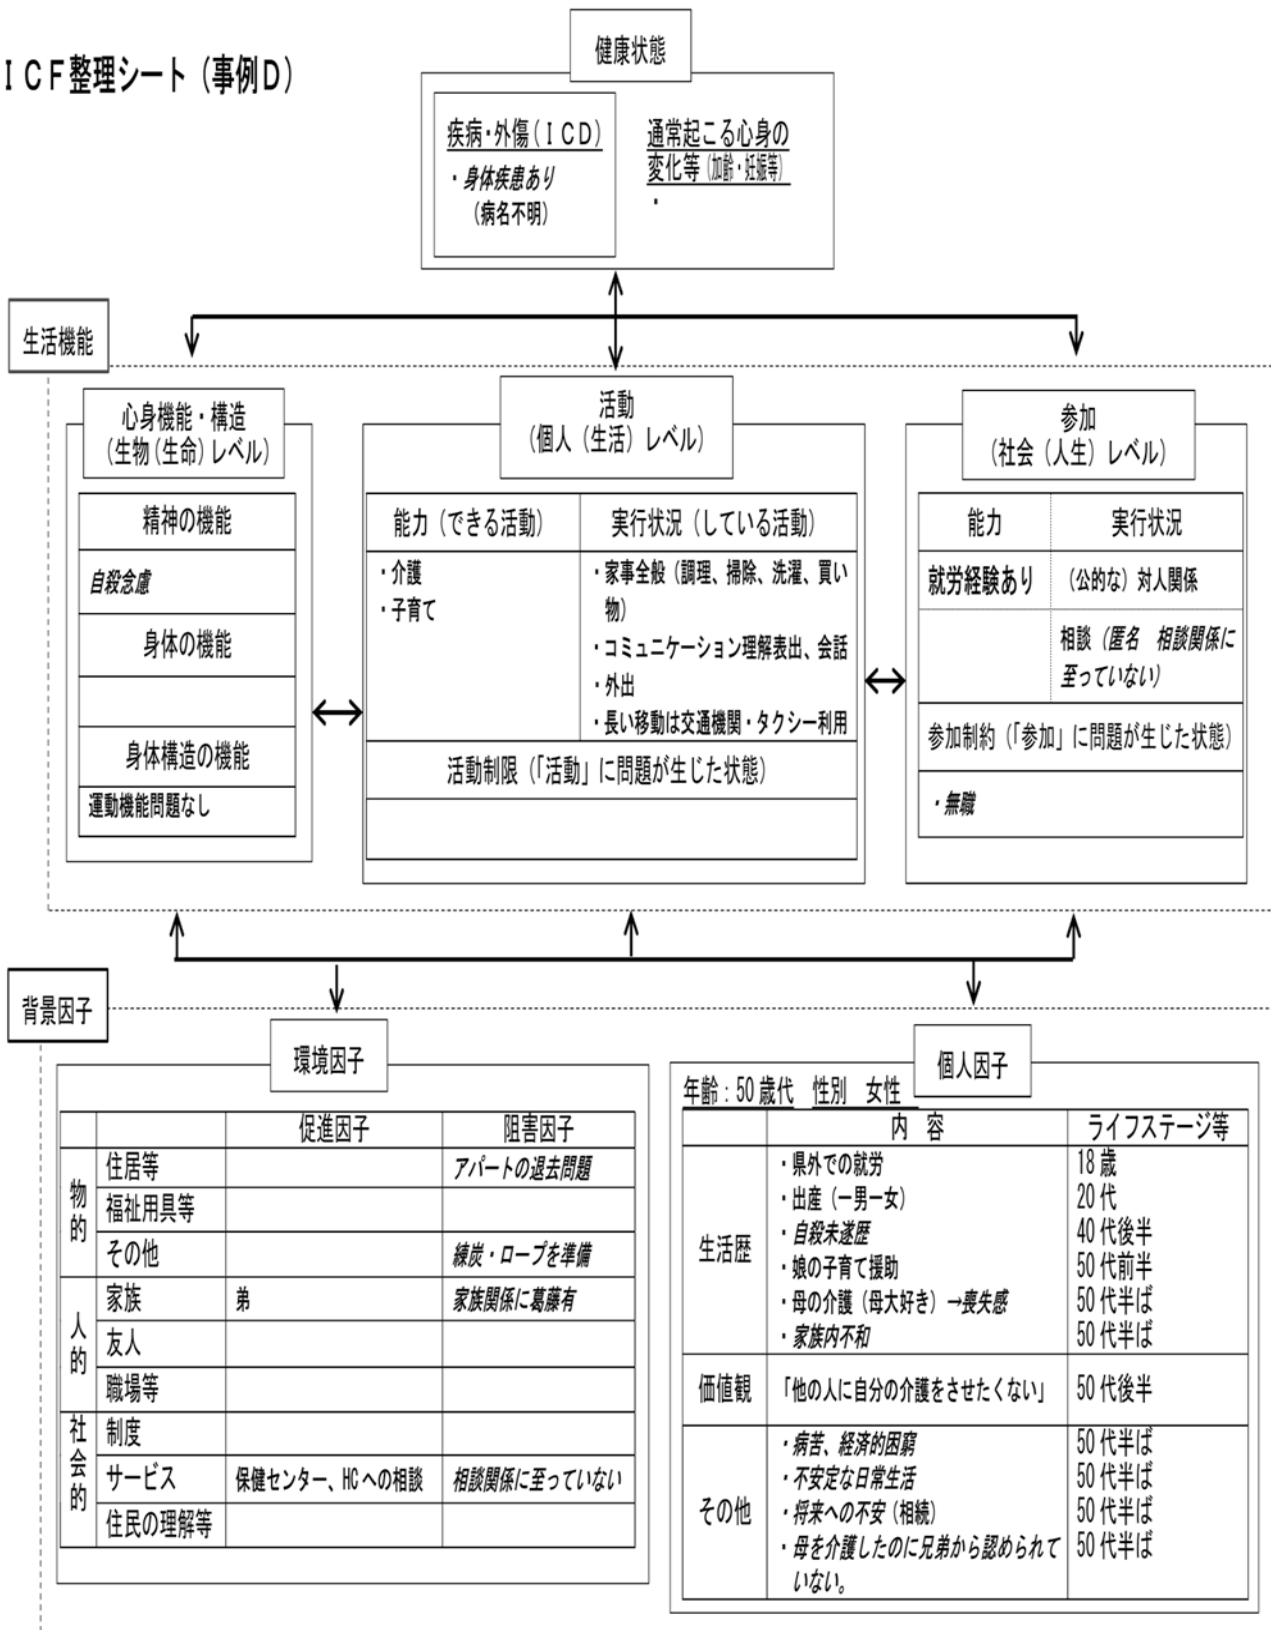 ＩＣＦ整理シート（事例Ｄ）
健康状態
疾病・外傷（ＩＣＤ）
・身体疾患あり
（病名不明）
通常起こる心身の
変化等（加齢・妊娠等）
・
生活機能
心身機能・構造
（生物（生命）レベル）
精神の機能
自殺念慮
身体の機能
身体構造の機能
運動機能問題なし
活動
（個人（生活）レベル）
能力（できる活動）
実行状況（している活動）
・介護
・子育て
・家事全般（調理、掃除、洗濯、買い
物）
・コミュニケーション理解表出、会話
・外出
・長い移動は交通機関・タクシー利用
活動制限（「活動」に問題が生じた状態）
参加
（社会（人生）レベル）
能力
実行状況
就労経験あり
（公的な）対人関係
相談（匿名　相談関係に
至っていない）
参加制約（「参加」に問題が生じた状態）
・無職
背景因子
環境因子
促進因子
阻害因子
物的
住居等
アパートの退去問題
福祉用具等
その他
練炭・ロープを準備
人的
家族
弟
家族関係に葛藤有
友人
職場等
社会的
制度
サービス
保健センター、HCへの相談
相談関係に至っていない
住民の理解等
個人因子
年齢：50歳代　性別　女性
内　容
ライフステージ等
生活歴
・県外での就労
18歳
・出産（一男一女）
20代
・自殺未遂歴
40代後半
・娘の子育て援助
50代前半
・母の介護（母大好き）→喪失感
50代半ば
・家族内不和
50代半ば
価値観
「他の人に自分の介護をさせたくない」
50代後半
その他
・病苦、経済的困窮
50代半ば
・不安定な日常生活
50代半ば
・将来への不安（相続）
50代半ば
・母を介護したのに兄弟から認められて
いない。
50代半ば